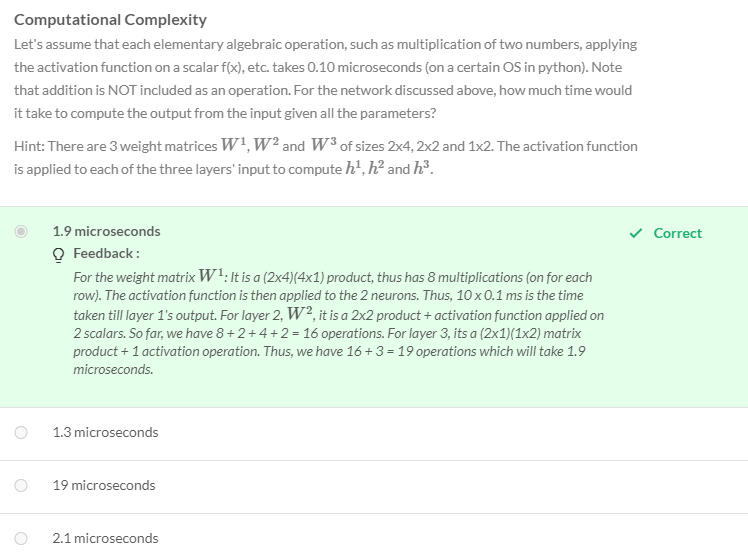 Computational Complexity
Let's assume that each elementary algebraic operation, such as multiplication of two numbers, applying
the activation function on a scalar f(x), etc. takes 0.10 microseconds (on a certain OS in python). Note
that addition is NOT included as an operation. For the network discussed above, how much time would
it take to compute the output from the input given all the parameters?
Hint: There are 3 weight matrices W¹, W² and W³ of sizes 2x4, 2x2 and 1x2. The activation function
is applied to each of the three layers' input to compute h¹, h² and h³.
1.9 microseconds
Correct
Feedback :
For the weight matrix W¹: It is a (2x4)(4x1) product, thus has 8 multiplications (on for each
row). The activation function is then applied to the 2 neurons. Thus, 10 x 0.1 ms is the time
taken till layer 1's output. For layer 2, W², it is a 2x2 product + activation function applied on
2 scalars. So far, we have 8 + 2 + 4 + 2 = 16 operations. For layer 3, its a (2x1)(1x2) matrix
product + 1 activation operation. Thus, we have 16 + 3 = 19 operations which will take 1.9
microseconds.
1.3 microseconds
19 microseconds
2.1 microseconds